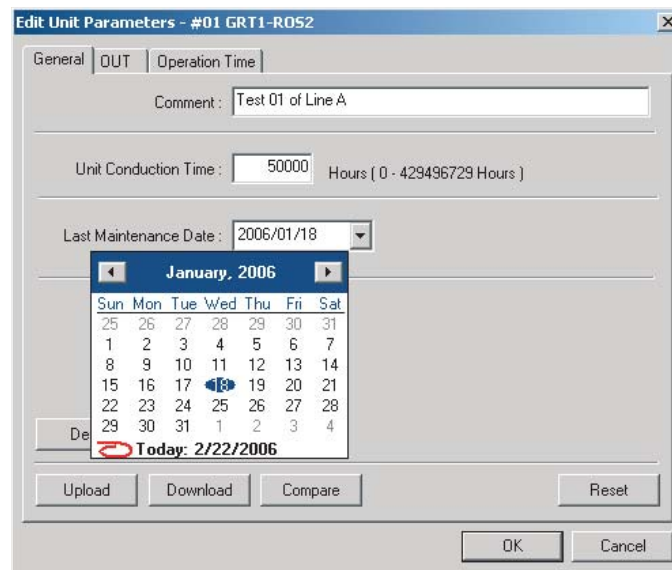 Edit Unit Parameters - #01 GRT1-ROS2
General OUT Operation Time
Comment : Test 01 of Line A
Unit Conduction Time : 50000 Hours ( 0 - 429496729 Hours )
Last Maintenance Date : 2006/01/18
January, 2006
Sun Mon Tue Wed Thu Fri Sat
25 26 27 28 29 30 31
1 2 3 4 5 6 7
8 9 10 11 12 13 14
15 16 17 18 19 20 21
22 23 24 25 26 27 28
29 30 31 1 2 3 4
De
Today: 2/22/2006
Upload Download Compare Reset
OK Cancel